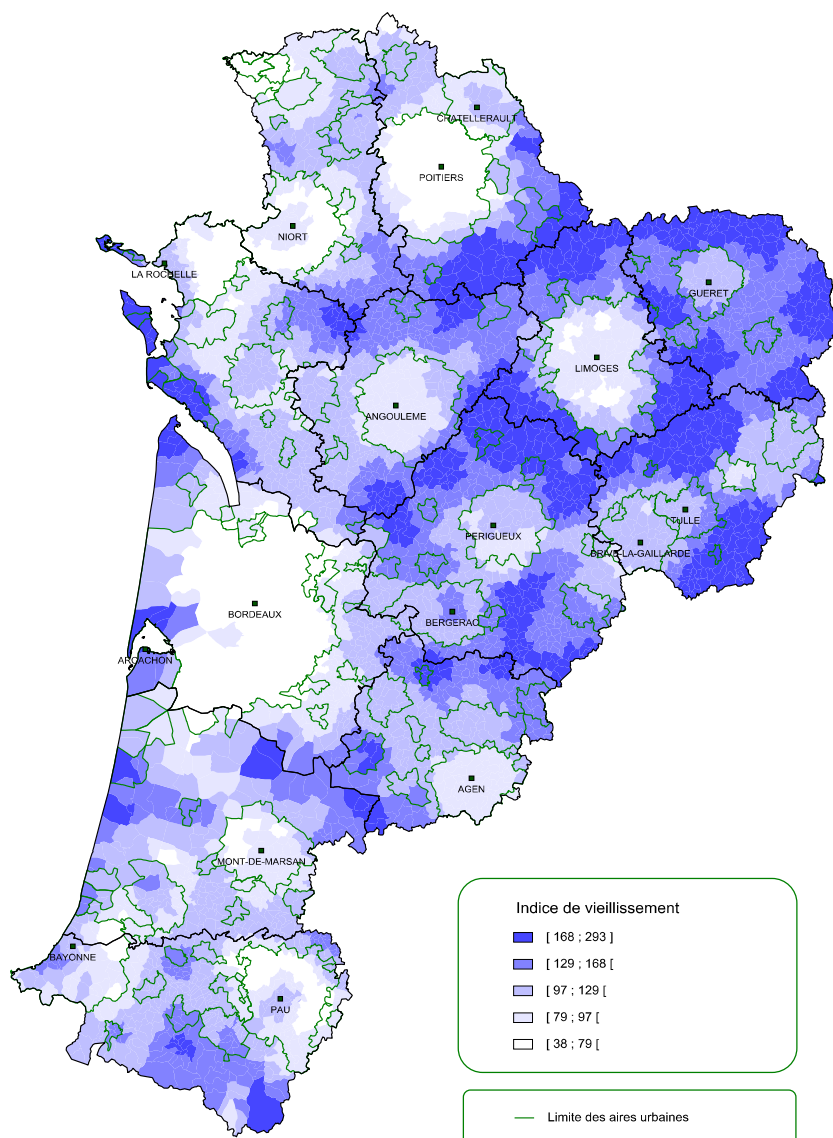 CHATELLERAULT
POITIERS
NIORT
LA ROCHELLE
GUERET
LIMOGES
ANGOULEME
TULLE
PERIGUEUX
BRIVE-LA-GAILLARDE
BORDEAUX
BERGERAC
ARCACHON
AGEN
MONT-DE-MARSAN
BAYONNE
PAU
Indice de vieillissement
[ 168 ; 293 ]
[ 129 ; 168 [
[ 97 ; 129 [
[ 79 ; 97 [
[ 38 ; 79 [
Limite des aires urbaines